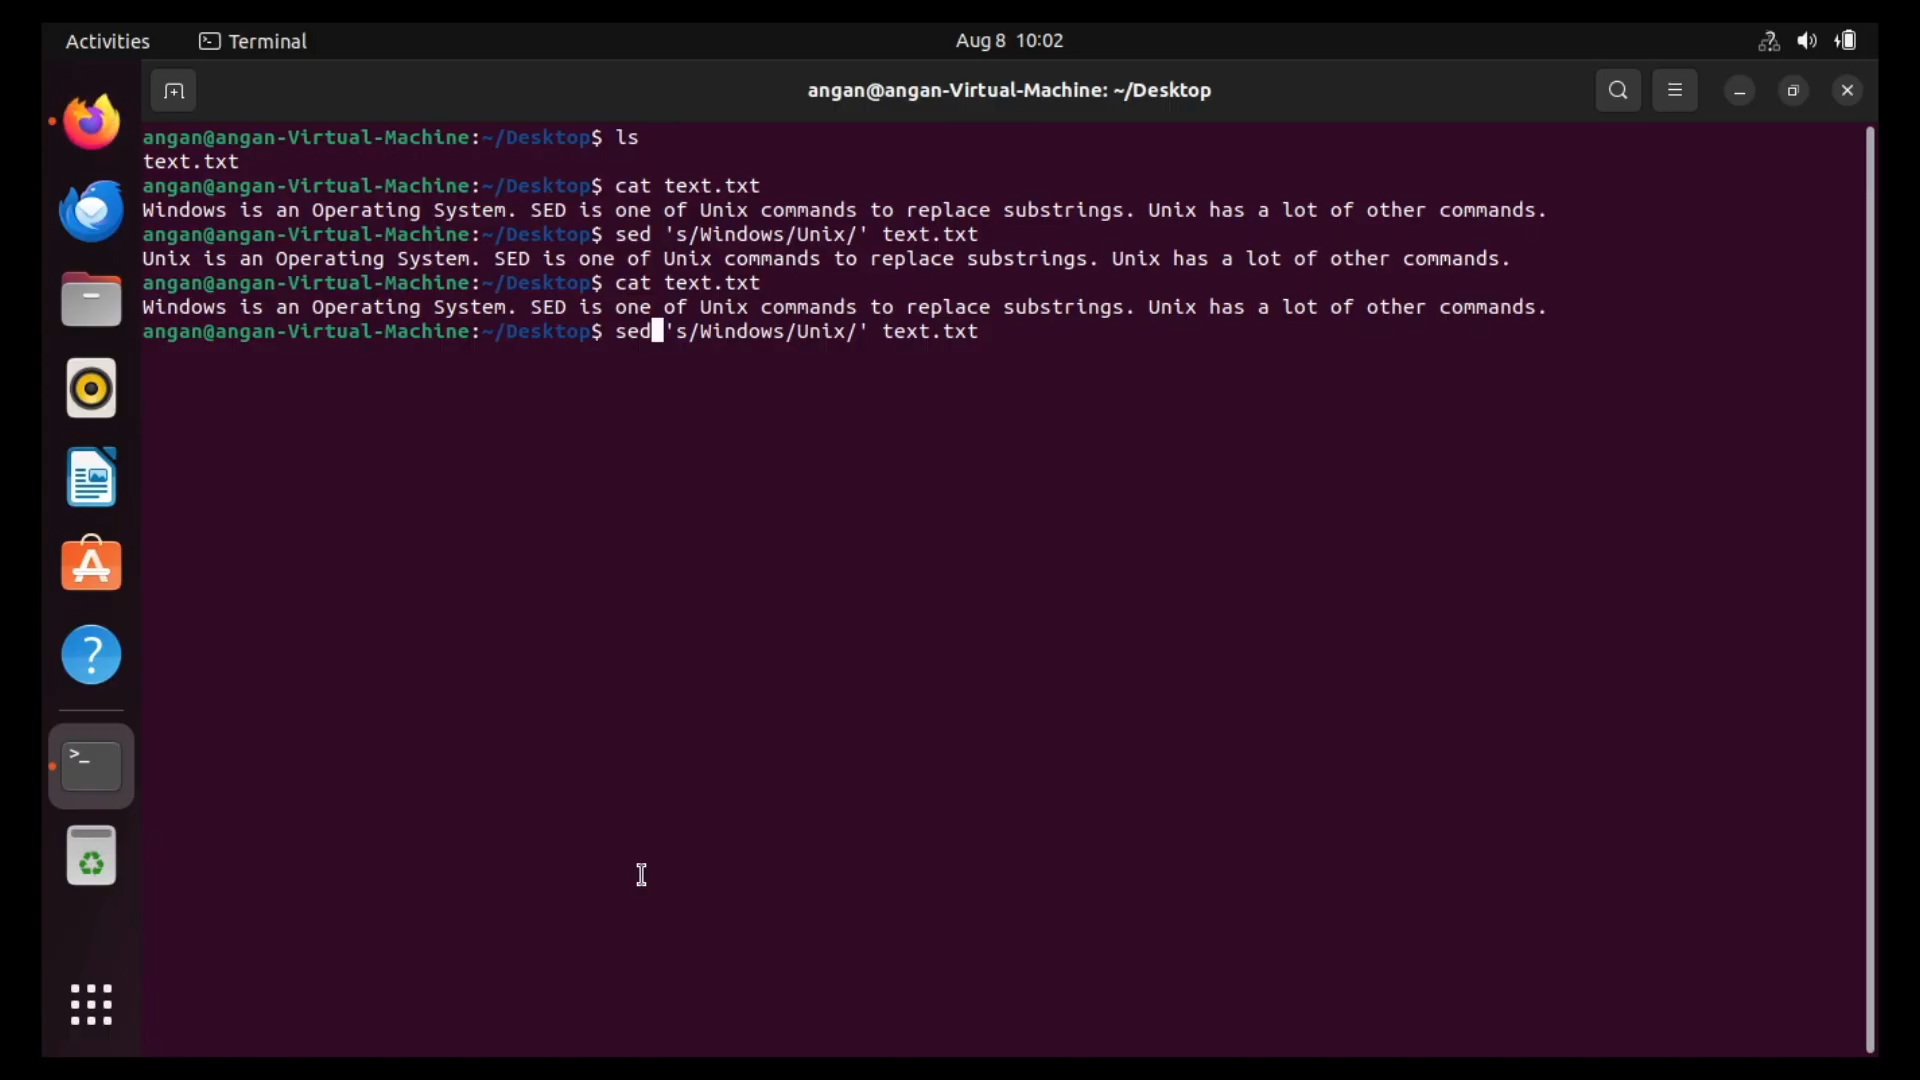 Activities Terminal Aug 8 10:02
angan@angan-Virtual-Machine: ~/Desktop
angan@angan-Virtual-Machine:~/Desktop$ ls
text.txt
angan@angan-Virtual-Machine:~/Desktop$ cat text.txt
Windows is an Operating System. SED is one of Unix commands to replace substrings. Unix has a lot of other commands.
angan@angan-Virtual-Machine:~/Desktop$ sed 's/Windows/Unix/' text.txt
Unix is an Operating System. SED is one of Unix commands to replace substrings. Unix has a lot of other commands.
angan@angan-Virtual-Machine:~/Desktop$ cat text.txt
Windows is an Operating System. SED is one of Unix commands to replace substrings. Unix has a lot of other commands.
angan@angan-Virtual-Machine:~/Desktop$ sed 's/Windows/Unix/' text.txt